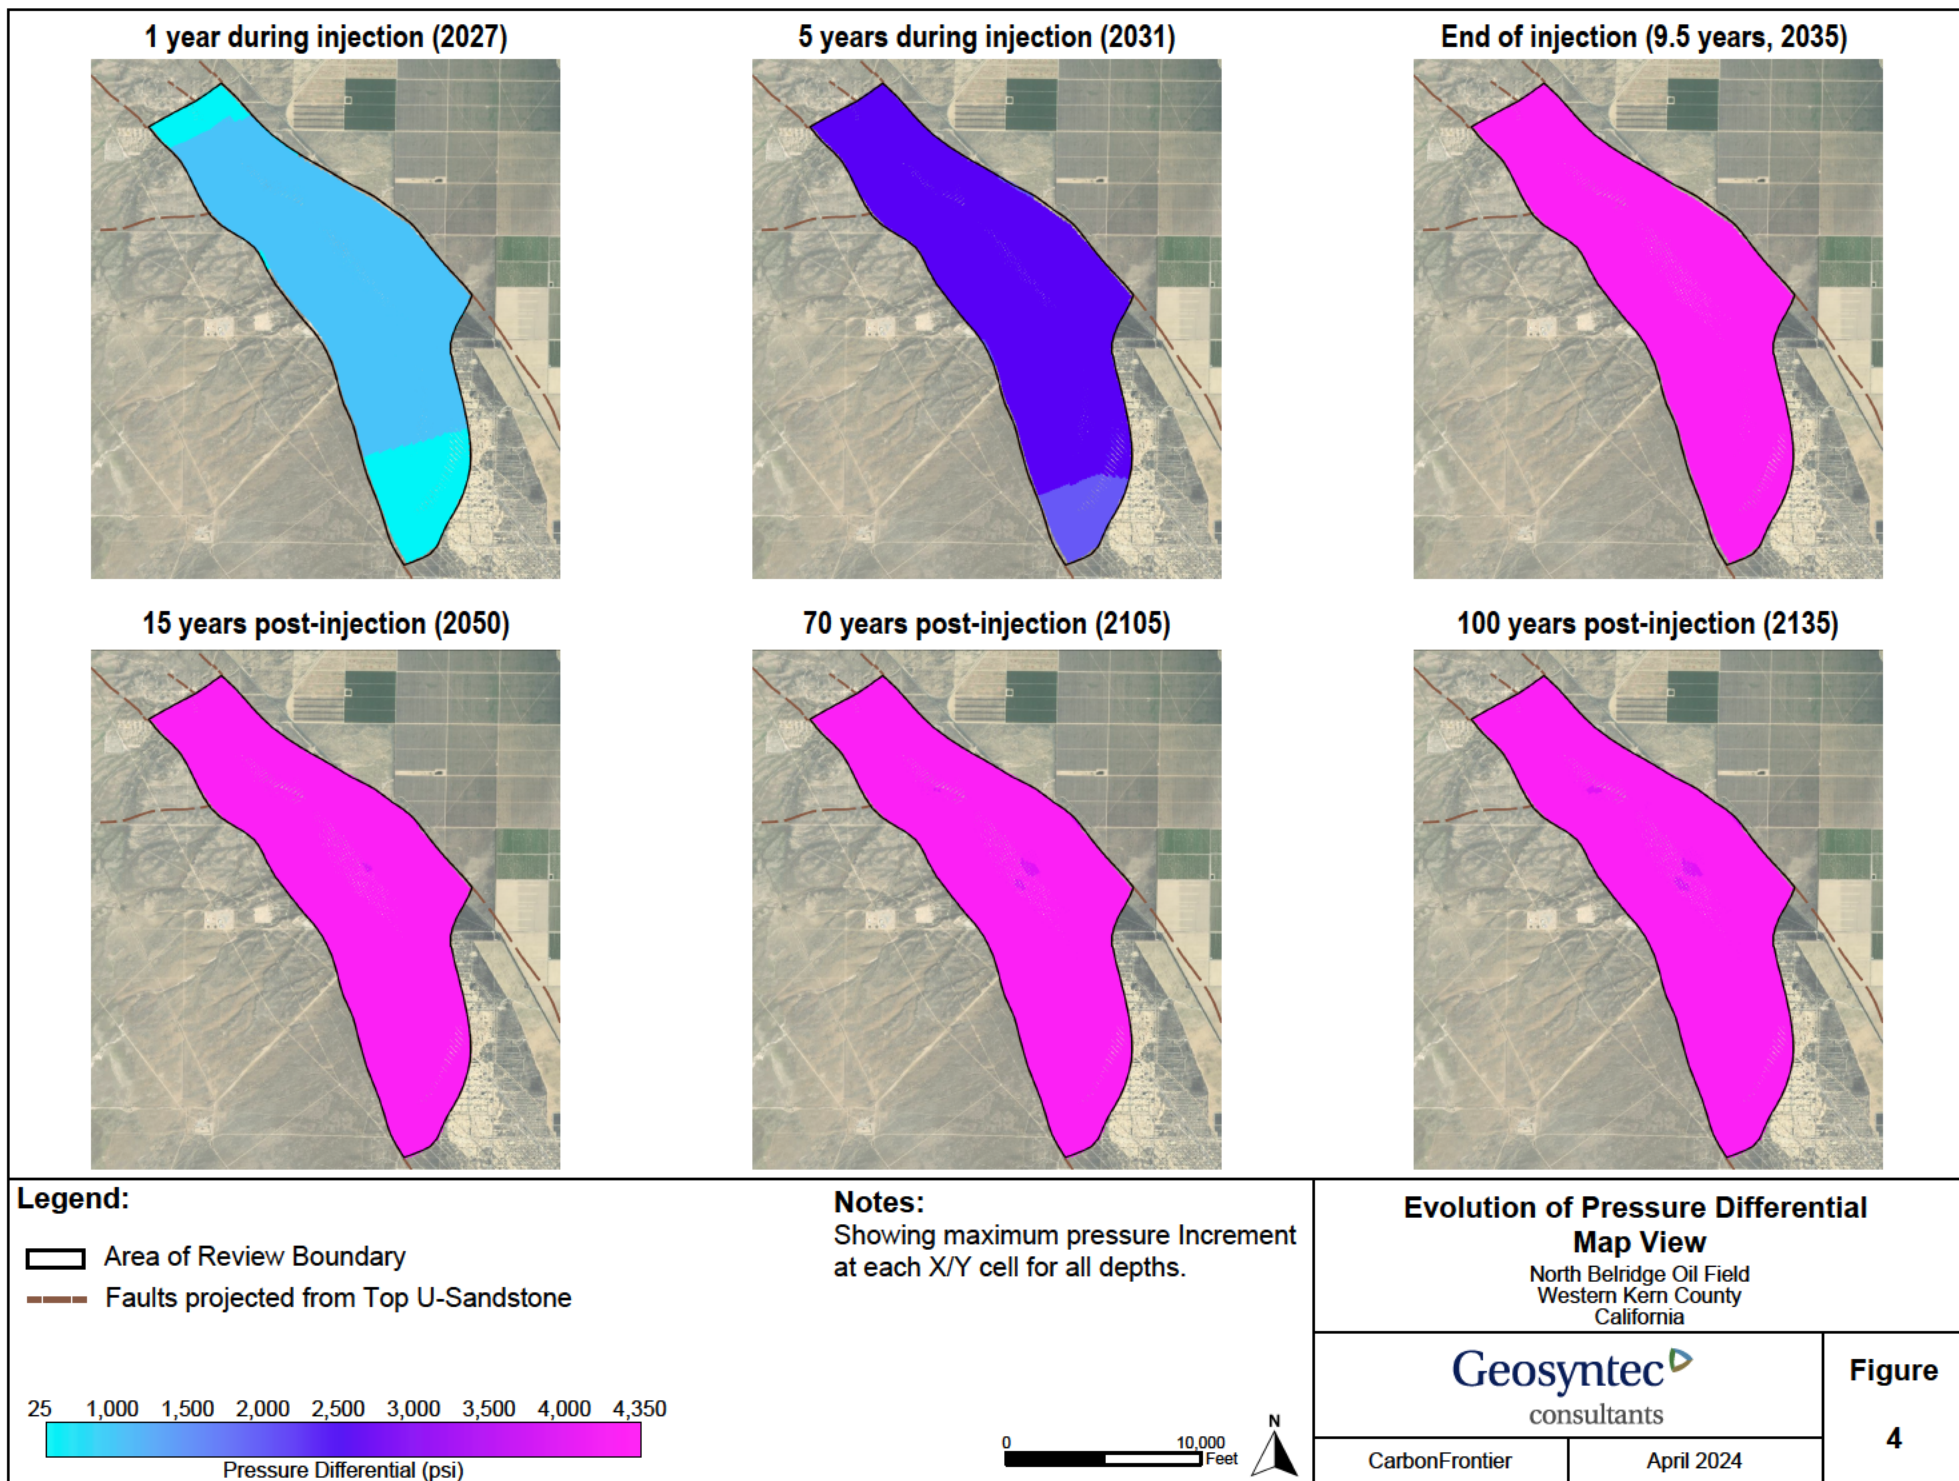 1 year during injection (2027)
5 years during injection (2031)
End of injection (9.5 years, 2035)
15 years post-injection (2050)
70 years post-injection (2105)
100 years post-injection (2135)
Legend:
Area of Review Boundary
Faults projected from Top U-Sandstone
25 1,000 1,500 2,000 2,500 3,000 3,500 4,000 4,350
Pressure Differential (psi)
Notes:
Showing maximum pressure Increment
at each X/Y cell for all depths.
0 10,000
Feet
N
Evolution of Pressure Differential
Map View
North Belridge Oil Field
Western Kern County
California
Geosyntec
consultants
CarbonFrontier
April 2024
Figure
4